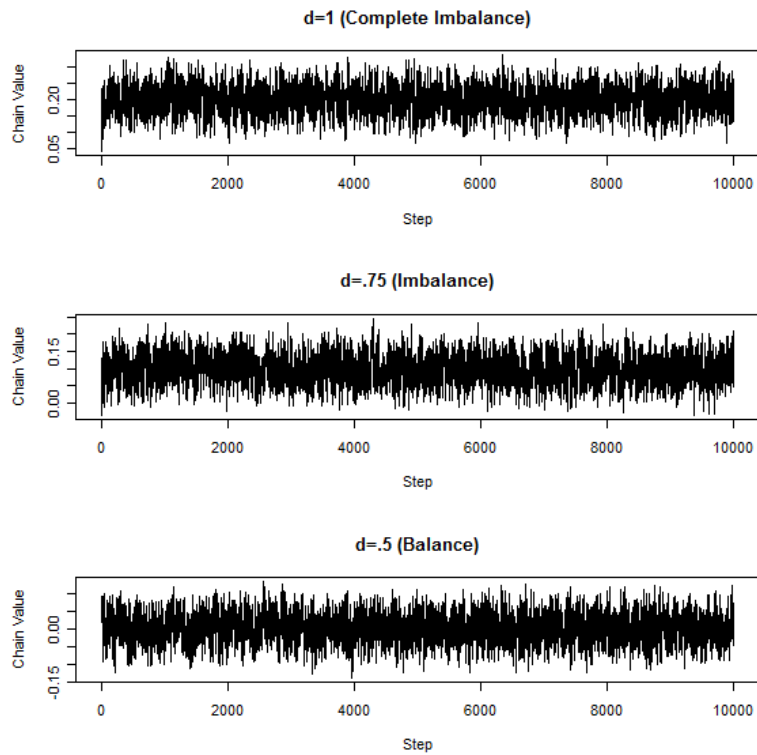 d=1 (Complete Imbalance)
Chain Value
0.20
0.05
0 2000 4000 6000 8000 10000
Step
d=.75 (Imbalance)
Chain Value
0.15
0.00
0 2000 4000 6000 8000 10000
Step
d=.5 (Balance)
Chain Value
0.00
-0.15
0 2000 4000 6000 8000 10000
Step